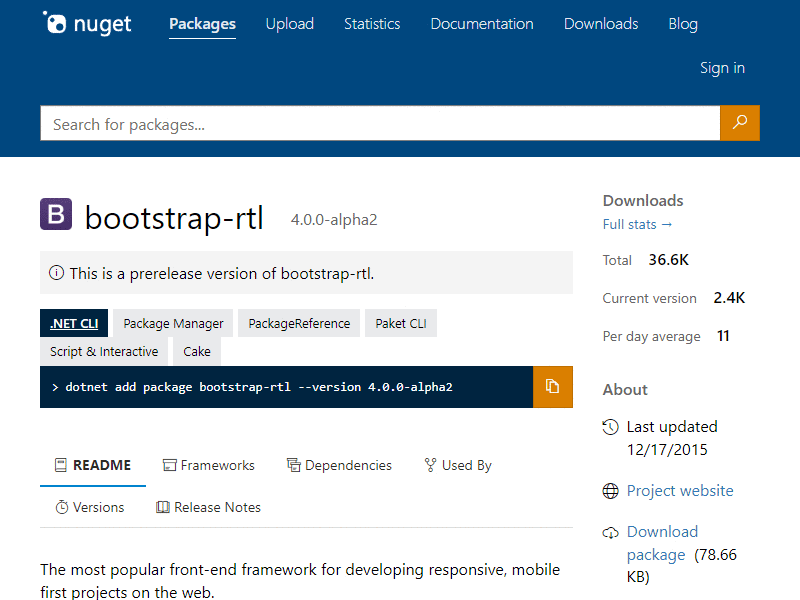 nuget
Packages Upload Statistics Documentation Downloads Blog
Sign in
Search for packages...
B bootstrap-rtl 4.0.0-alpha2
This is a prerelease version of bootstrap-rtl.
.NET CLI Package Manager PackageReference Paket CLI
Script & Interactive Cake
> dotnet add package bootstrap-rtl --version 4.0.0-alpha2
README Frameworks Dependencies Used By
Versions Release Notes
The most popular front-end framework for developing responsive, mobile
first projects on the web.
Downloads
Full stats →
Total 36.6K
Current version 2.4K
Per day average 11
About
Last updated
12/17/2015
Project website
Download
package (78.66
KB)